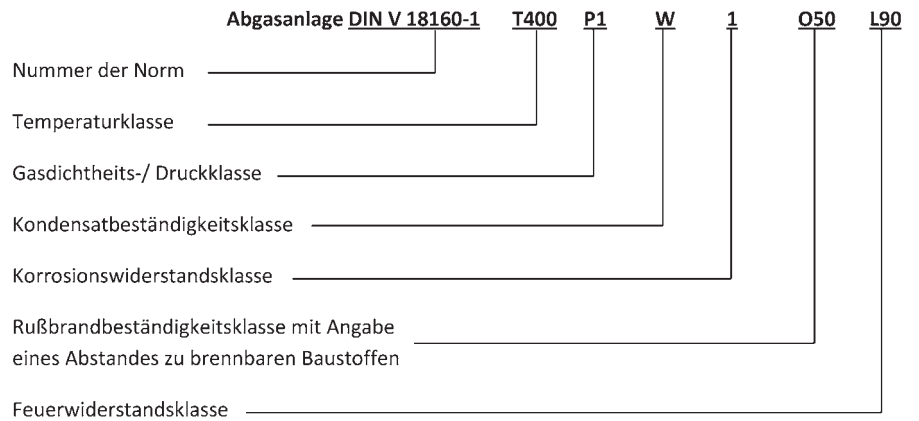 Abgasanlage DIN V 18160-1 T400 P1 W 1 O50 L90
Nummer der Norm
Temperaturklasse
Gasdichtheits-/ Druckklasse
Kondensatbeständigkeitsklasse
Korrosionswiderstandsklasse
Rußbrandbeständigkeitsklasse mit Angabe
eines Abstandes zu brennbaren Baustoffen
Feuerwiderstandsklasse